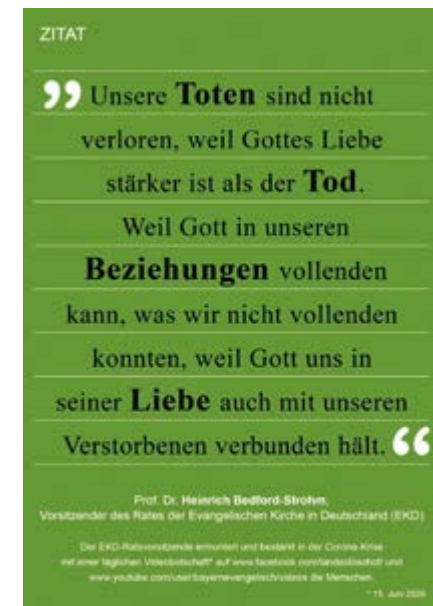 ZITAT
” Unsere Toten sind nicht
verloren, weil Gottes Liebe
stärker ist als der Tod.
Weil Gott in unseren
Beziehungen vollenden
kann, was wir nicht vollenden
konnten, weil Gott uns in
seiner Liebe auch mit unseren
Verstorbenen verbunden hält. “
Prof. Dr. Heinrich Bedford-Strohm,
Vorsitzender des Rates der Evangelischen Kirche in Deutschland (EKD)
Der EKD-Ratsvorsitzende ermuntert und bestärkt in der Corona-Krise
mit einer täglichen Videobotschaft* auf www.facebook.com/landesbischof und
www.youtube.com/user/bayernevangelisch/videos die Menschen.
* 15. Juni 2020